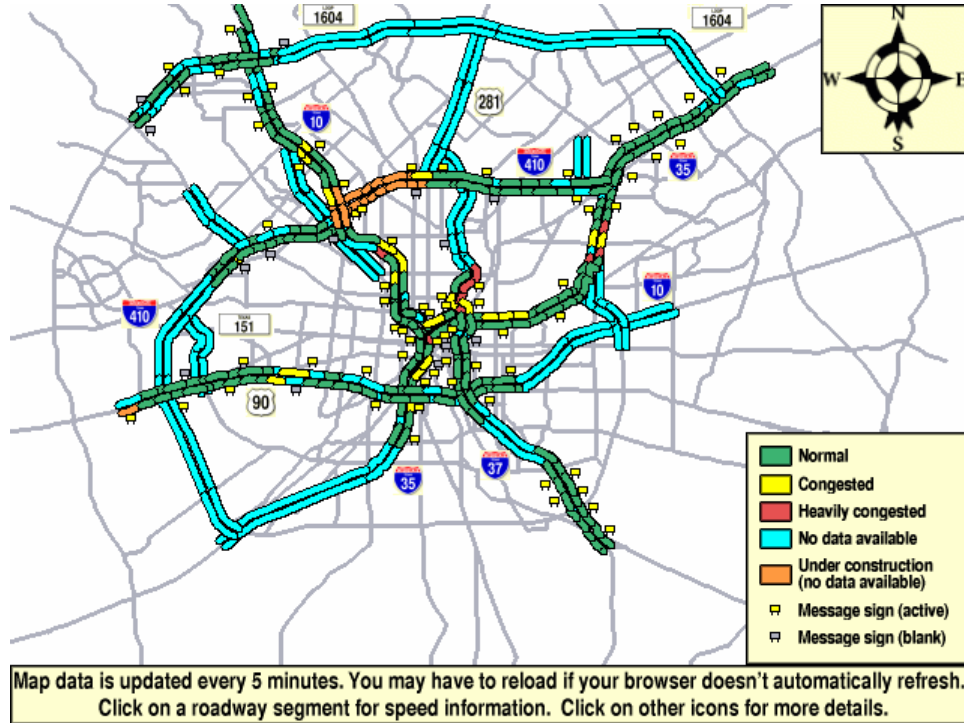 LOOP
1604
LOOP
1604
N
W
E
S
281
10
410
35
10
410
TEXAS
151
90
35
37
Normal
Congested
Heavily congested
No data available
Under construction
(no data available)
Message sign (active)
Message sign (blank)
Map data is updated every 5 minutes. You may have to reload if your browser doesn't automatically refresh.
Click on a roadway segment for speed information. Click on other icons for more details.